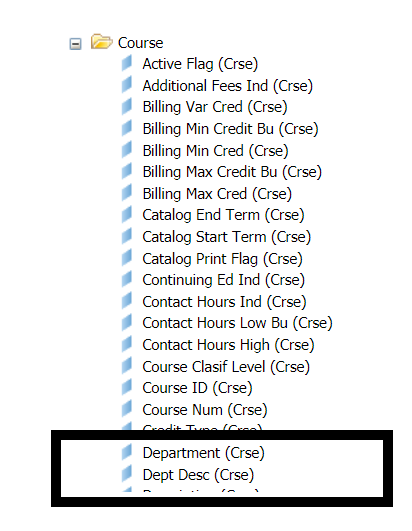 Course
Active Flag (Crse)
Additional Fees Ind (Crse)
Billing Var Cred (Crse)
Billing Min Credit Bu (Crse)
Billing Min Cred (Crse)
Billing Max Credit Bu (Crse)
Billing Max Cred (Crse)
Catalog End Term (Crse)
Catalog Start Term (Crse)
Catalog Print Flag (Crse)
Continuing Ed Ind (Crse)
Contact Hours Ind (Crse)
Contact Hours Low Bu (Crse)
Contact Hours High (Crse)
Course Clasif Level (Crse)
Course ID (Crse)
Course Num (Crse)
Credit Type (Crse)
Department (Crse)
Dept Desc (Crse)